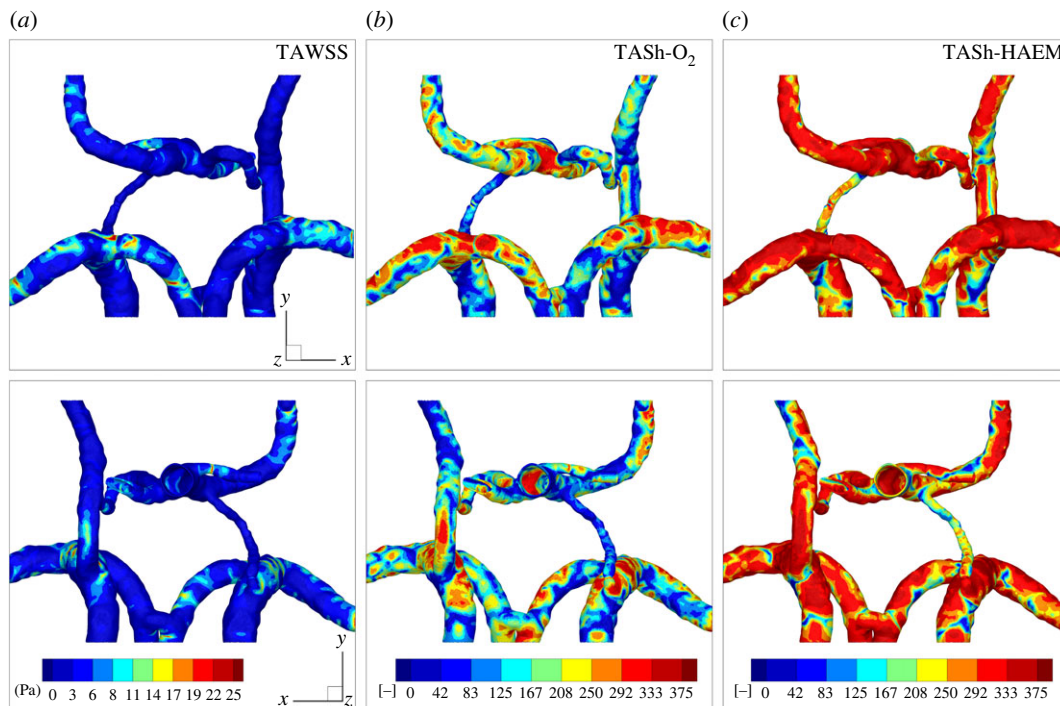 (a)
(b)
(c)
TAWSS
TASh-O₂
TASh-HAEM
y
z x
y
x z
(Pa) 0 3 6 8 11 14 17 19 22 25
[–] 0 42 83 125 167 208 250 292 333 375
[–] 0 42 83 125 167 208 250 292 333 375